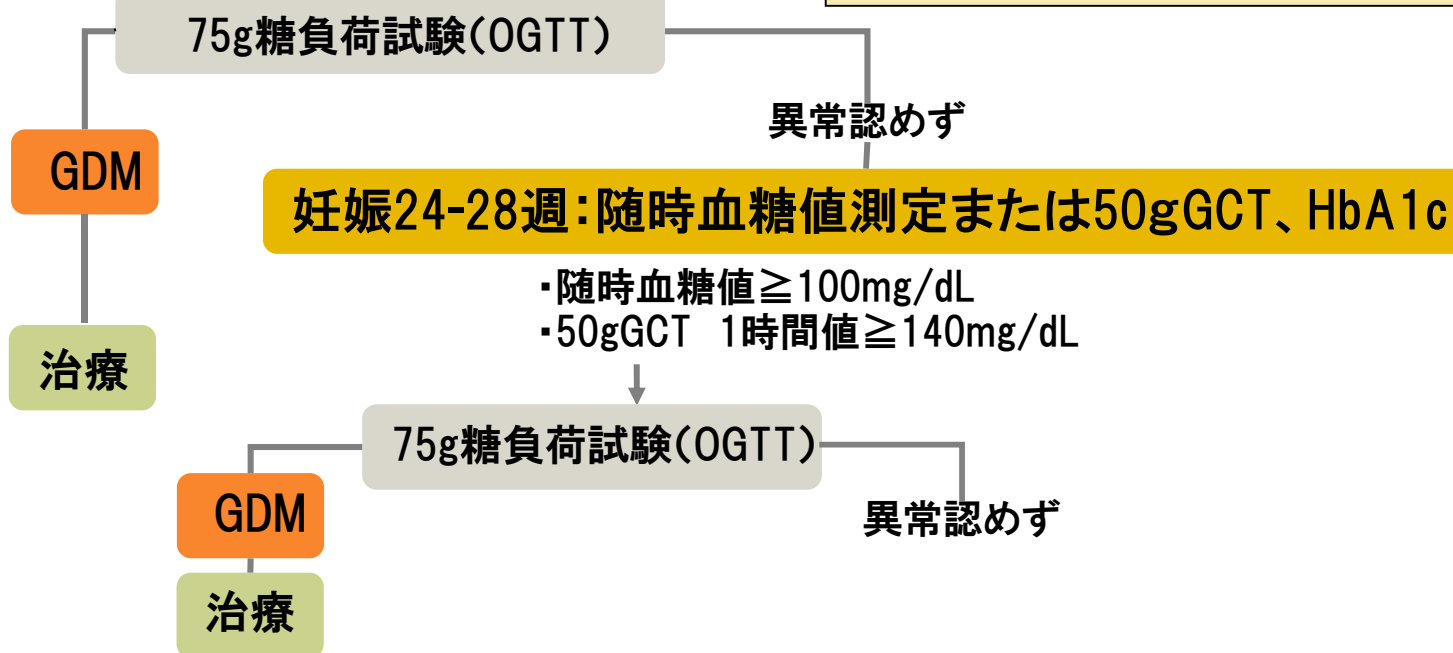 75g糖負荷試験(OGTT)
異常認めず
GDM
妊娠24-28週:随時血糖値測定または50gGCT、HbA1c
・随時血糖値≧100mg/dL
・50gGCT 1時間値≧140mg/dL
治療
75g糖負荷試験(OGTT)
GDM
異常認めず
治療